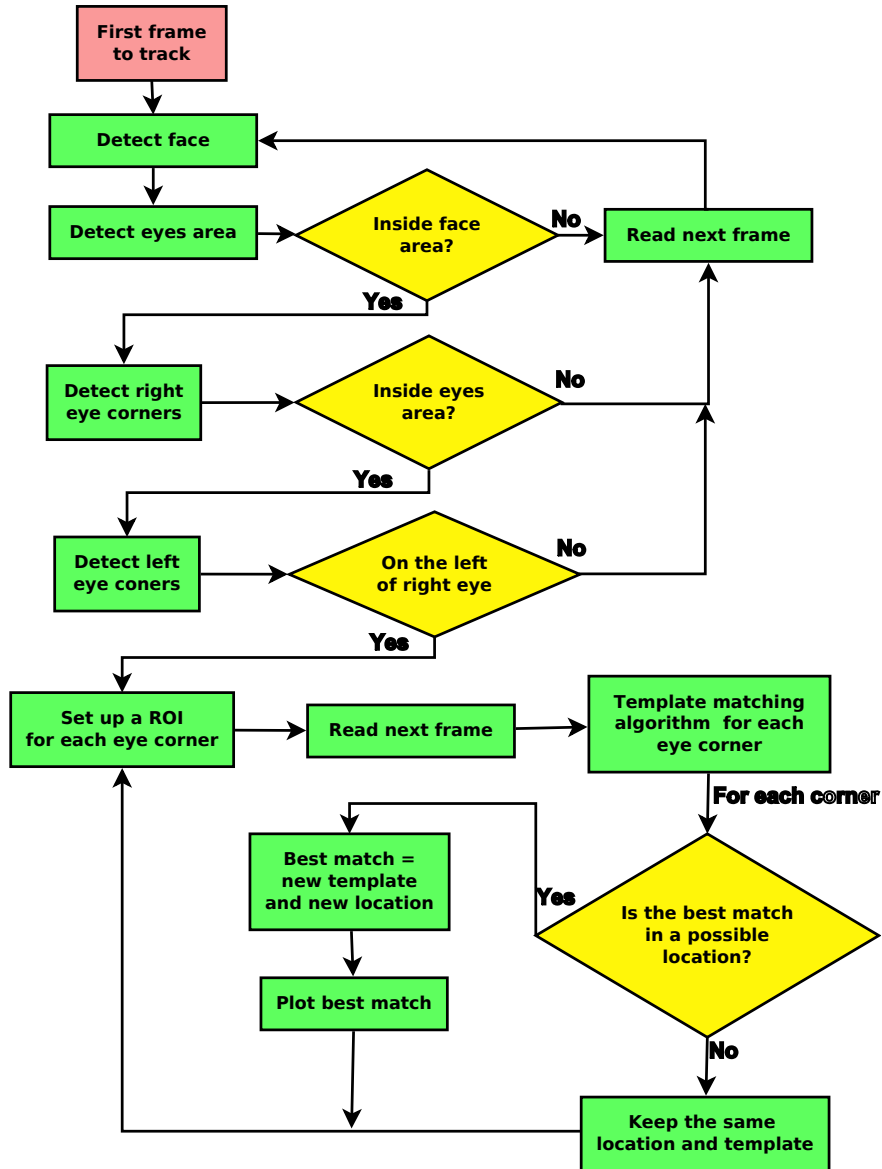 First frame
to track
Detect face
Detect eyes area
Inside face
area?
No
Read next frame
Yes
Detect right
eye corners
Inside eyes
area?
No
Yes
Detect left
eye coners
On the left
of right eye
No
Yes
Set up a ROI
for each eye corner
Read next frame
Template matching
algorithm for each
eye corner
For each corner
Best match =
new template
and new location
Yes
Is the best match
in a possible
location?
Plot best match
No
Keep the same
location and template